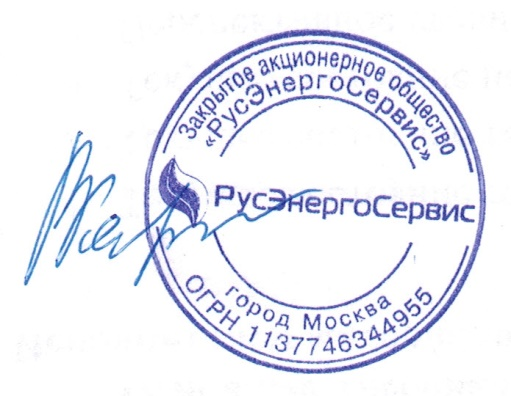 Закрытое акционерное общество
«РусЭнергоСервис»
РусЭнергоСервис
город Москва
ОГРН 1137746344955